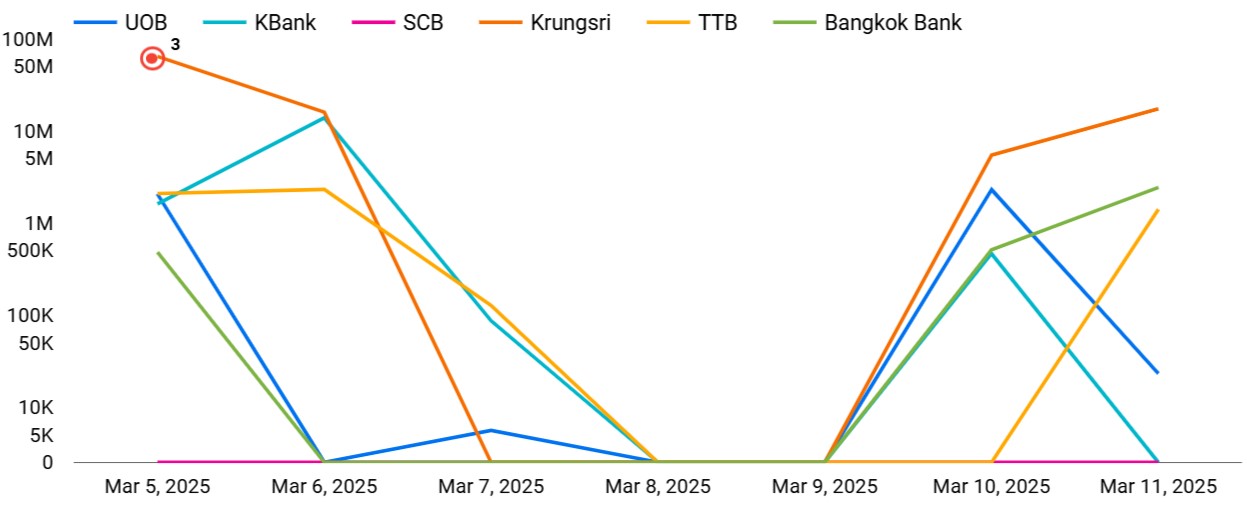 UOB KBank SCB Krungsri TTB Bangkok Bank
3
100M
50M
10M
5M
1M
500K
100K
50K
10K
5K
0
Mar 5, 2025 Mar 6, 2025 Mar 7, 2025 Mar 8, 2025 Mar 9, 2025 Mar 10, 2025 Mar 11, 2025